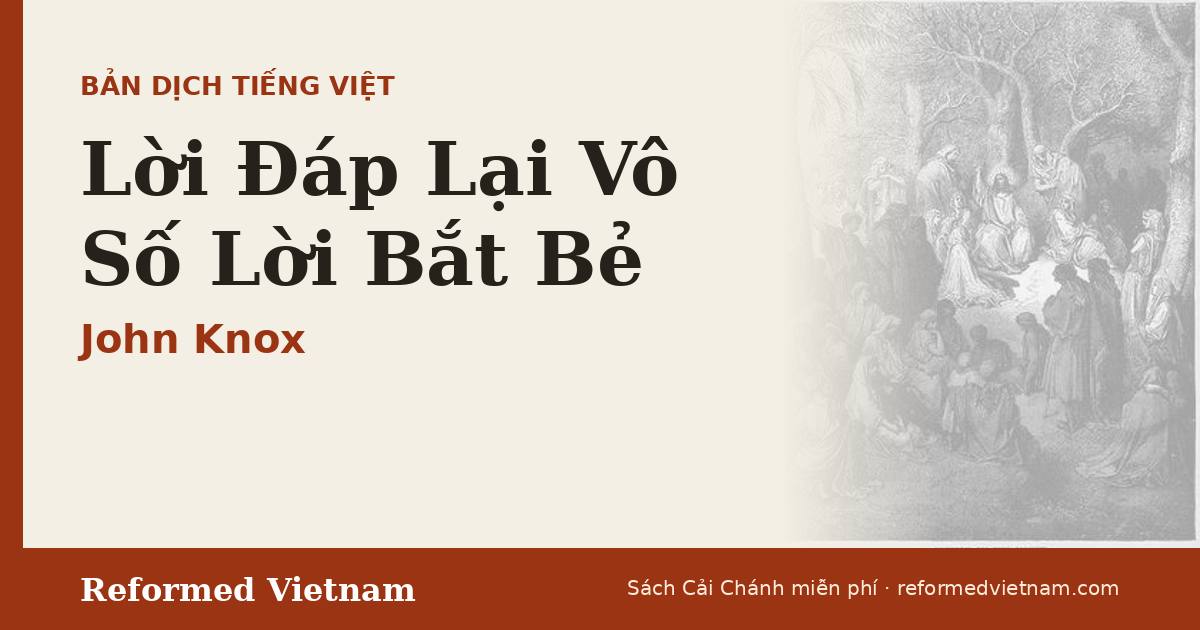 BẢN DỊCH TIẾNG VIỆT
Lời Đáp Lại Vô
Số Lời Bắt Bẻ
John Knox
Reformed Vietnam
Sách Cải Chánh miễn phí · reformedvietnam.com